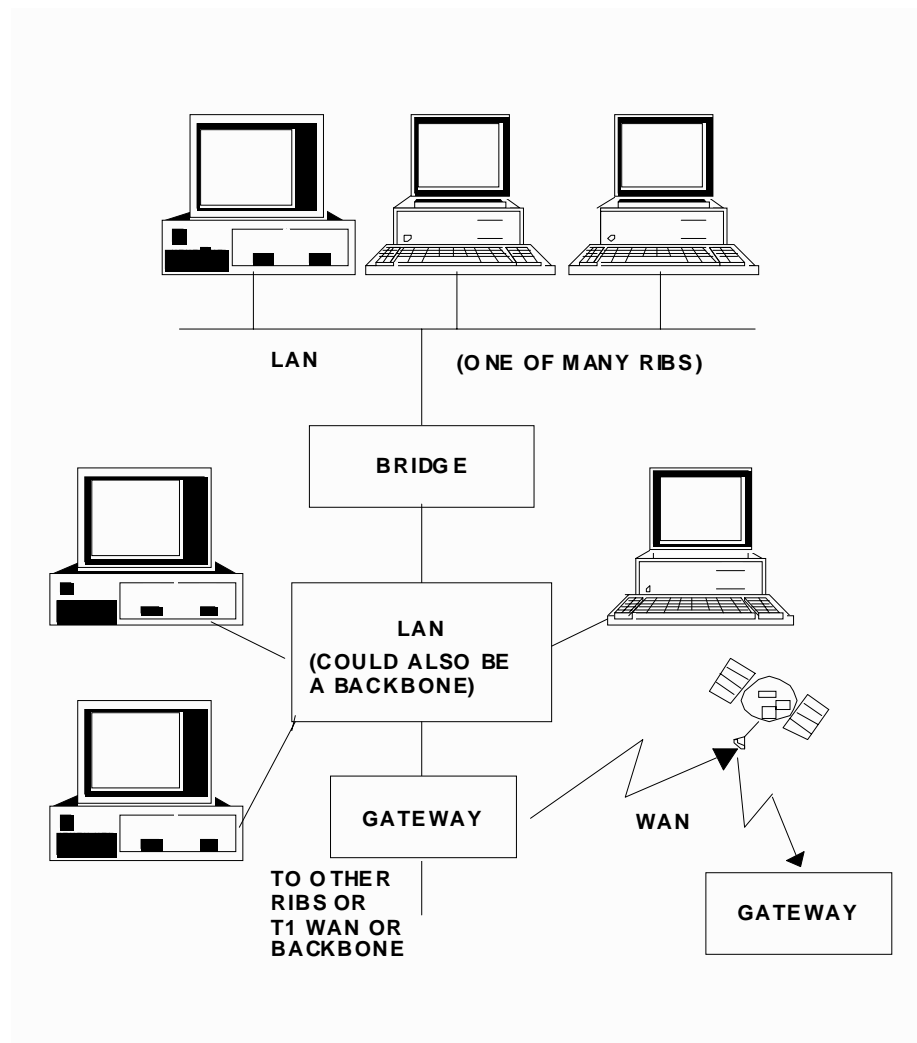 LAN
(ONE OF MANY RIBS)
BRIDGE
LAN
(COULD ALSO BE
A BACKBONE)
GATEWAY
WAN
TO OTHER
RIBS OR
T1 WAN OR
BACKBONE
GATEWAY